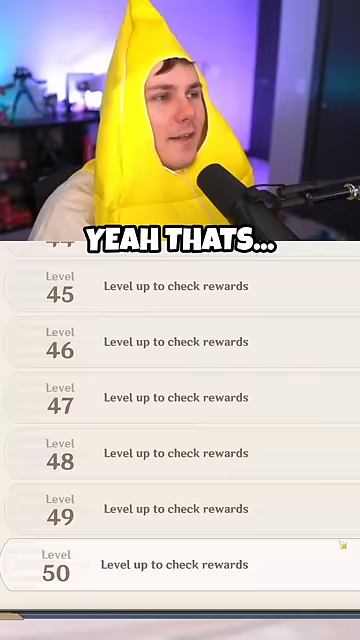 YEAH THATS...
Level
45
Level up to check rewards
Level
46
Level up to check rewards
Level
47
Level up to check rewards
Level
48
Level up to check rewards
Level
49
Level up to check rewards
Level
50
Level up to check rewards